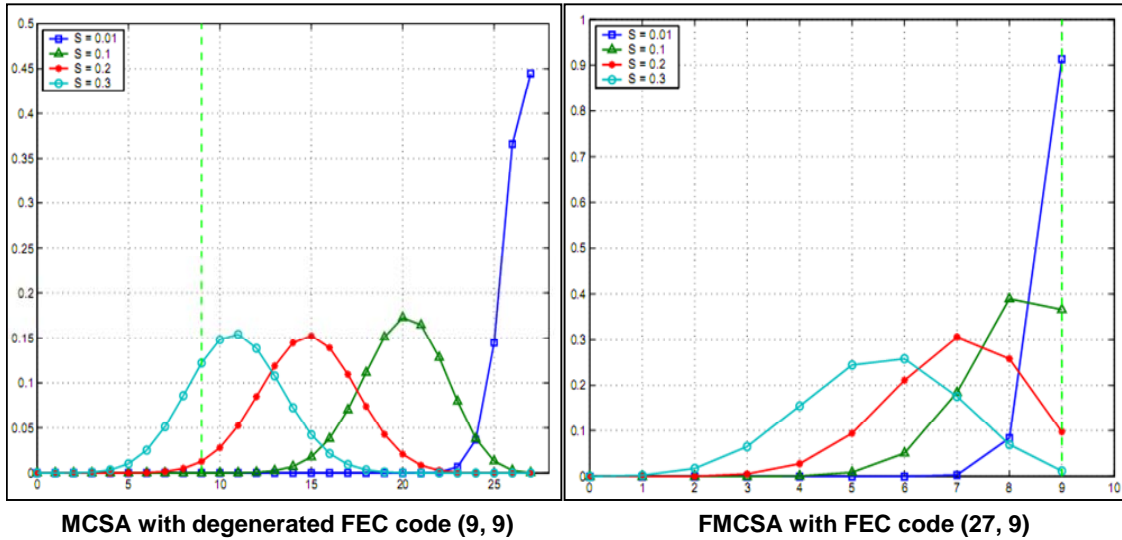 0.5
0.45
0.4
0.35
0.3
0.25
0.2
0.15
0.1
0.05
0
0 5 10 15 20 25
S = 0.01
S = 0.1
S = 0.2
S = 0.3
MCSA with degenerated FEC code (9, 9)
1
0.9
0.8
0.7
0.6
0.5
0.4
0.3
0.2
0.1
0
0 1 2 3 4 5 6 7 8 9 10
S = 0.01
S = 0.1
S = 0.2
S = 0.3
FMCSA with FEC code (27, 9)